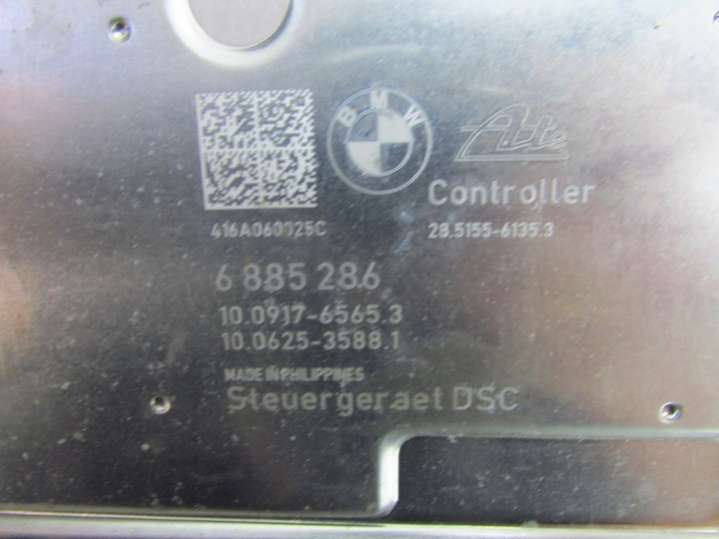 BMW
Ate
Controller
416A060025C
28.5155-6135.3
6 885 286
10.0917-6565.3
10.0625-3588.1
MADE IN PHILIPPINES
Steuergeraet DSC